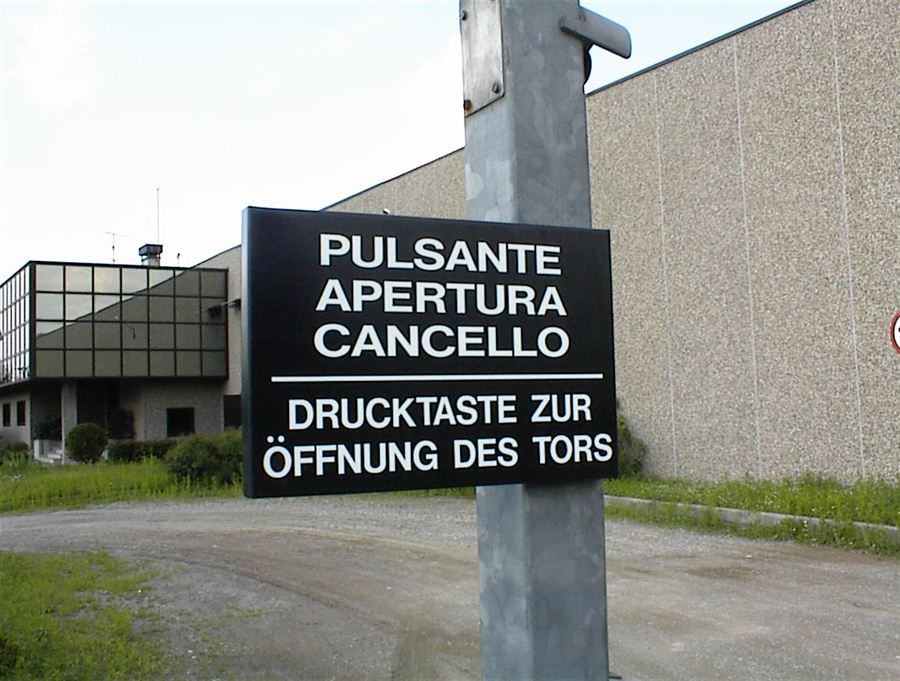 PULSANTE
APERTURA
CANCELLO
DRUCKTASTE ZUR
ÖFFNUNG DES TORS